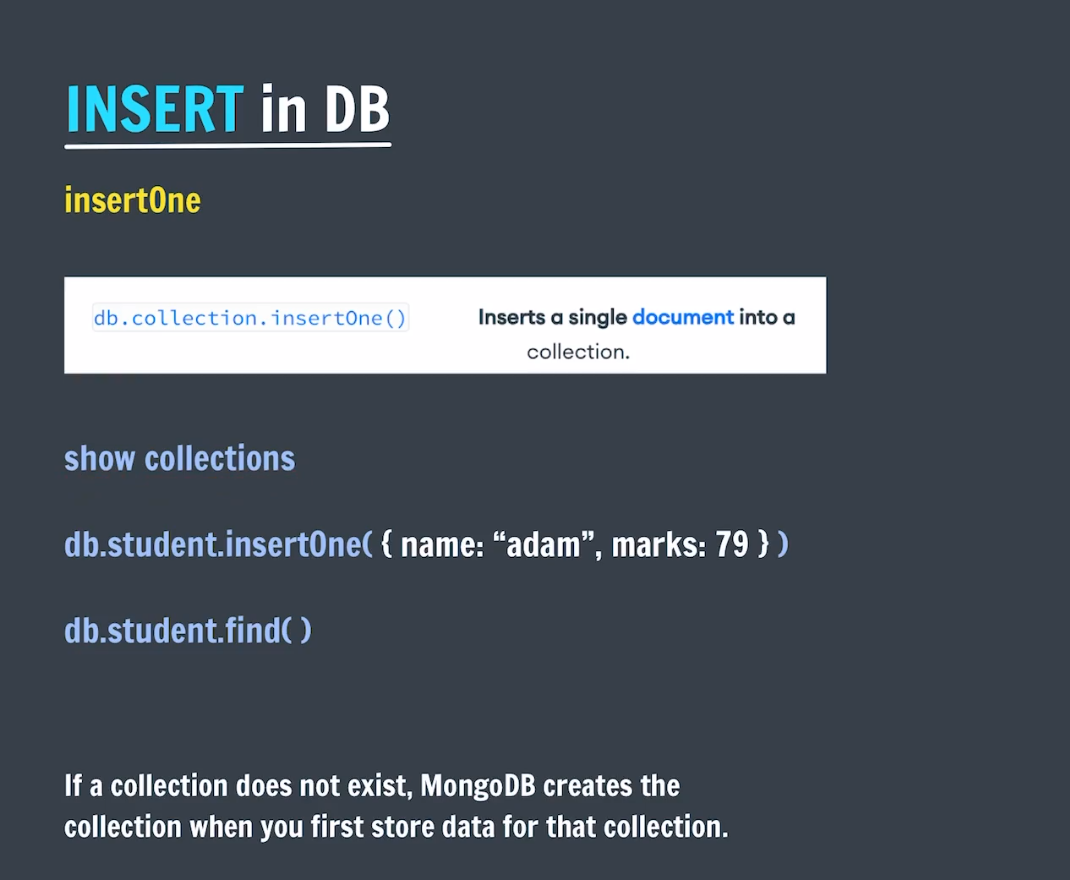 INSERT in DB
insertOne
db.collection.insertOne() Inserts a single document into a
collection.
show collections
db.student.insertOne( { name: “adam”, marks: 79 } )
db.student.find( )
If a collection does not exist, MongoDB creates the
collection when you first store data for that collection.